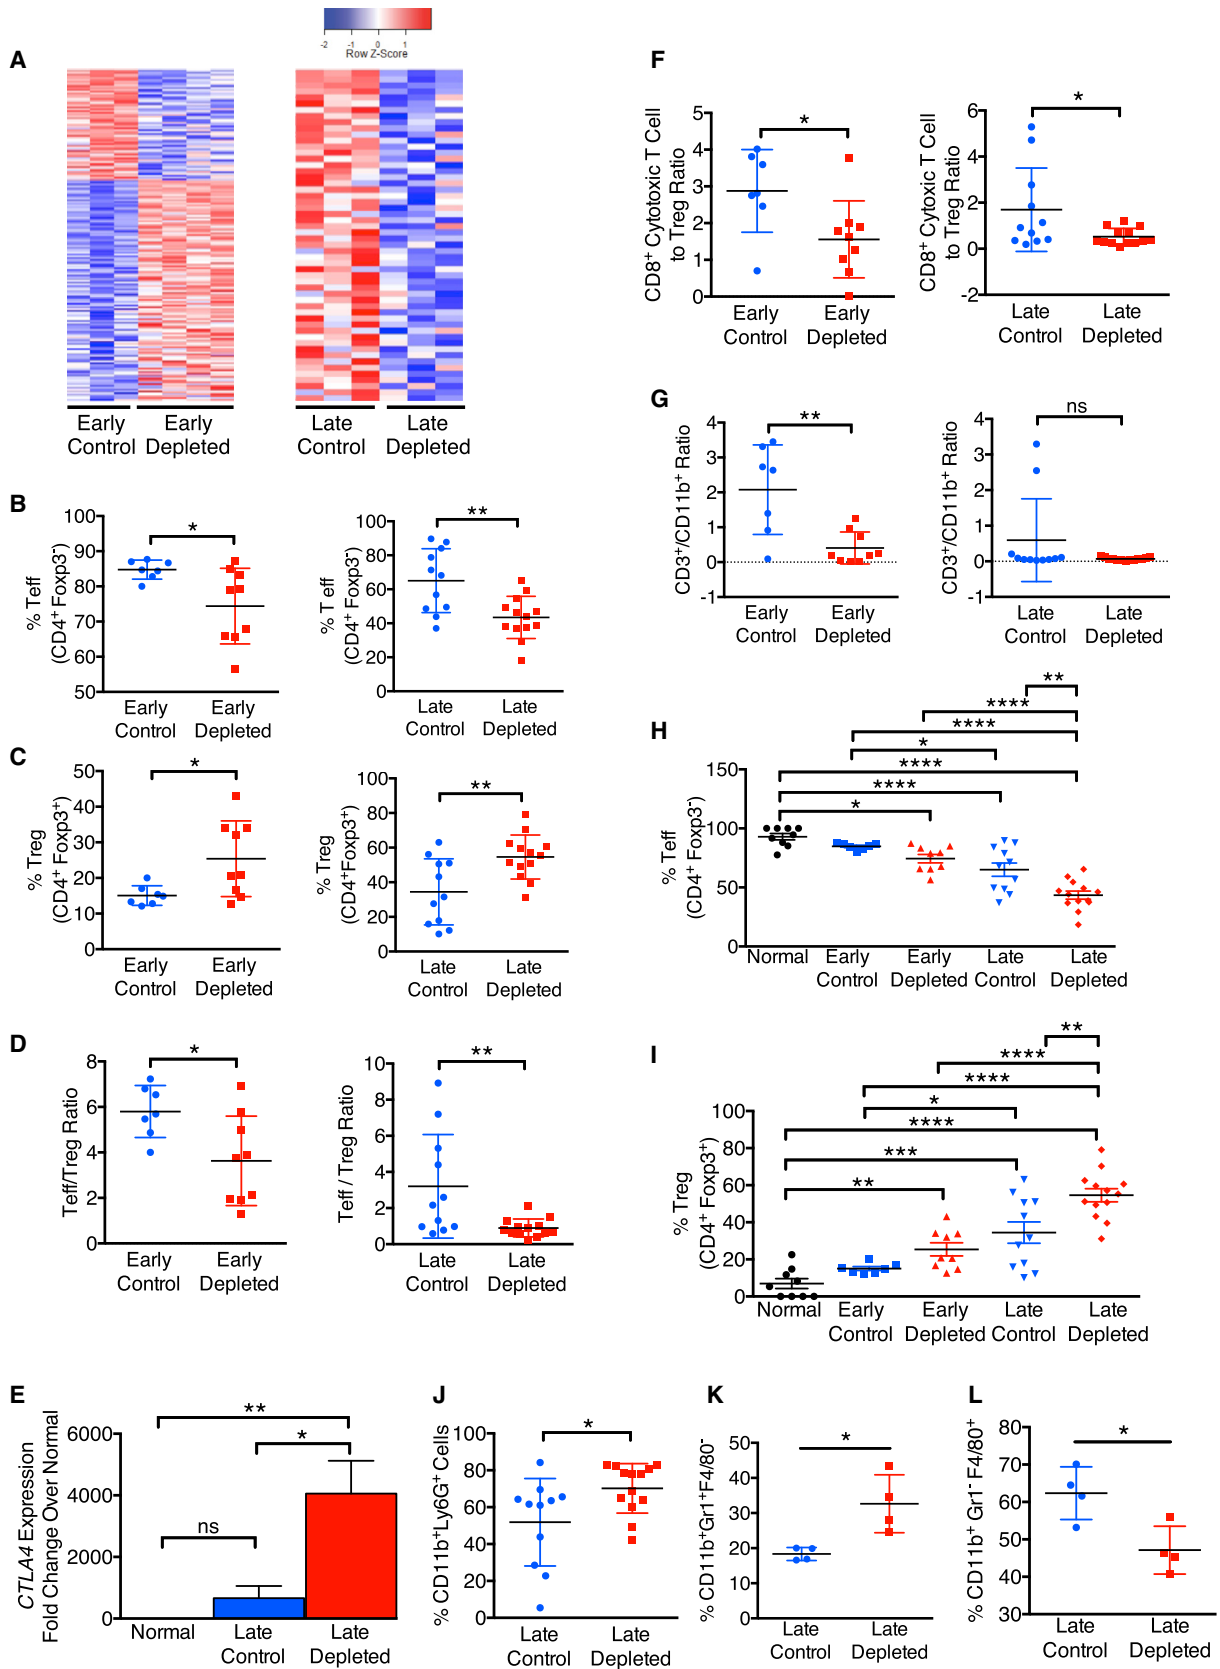 -2
-1
0
1
Row Z-Score
A
Early
Control
Early
Depleted
Late
Control
Late
Depleted
B
% Teff
(CD4+ Foxp3-)
100
90
80
70
60
50
*
Early
Control
Early
Depleted
% T eff
(CD4+ Foxp3-)
100
80
60
40
20
0
**
Late
Control
Late
Depleted
C
% Treg
(CD4+ Foxp3+)
50
40
30
20
10
0
*
Early
Control
Early
Depleted
% Treg
(CD4+Foxp3+)
100
80
60
40
20
0
**
Late
Control
Late
Depleted
D
Teff/Treg Ratio
8
6
4
2
0
*
Early
Control
Early
Depleted
Teff / Treg Ratio
10
8
6
4
2
0
**
Late
Control
Late
Depleted
E
CTLA4 Expression
Fold Change Over Normal
6000
4000
2000
0
**
*
ns
Normal
Late
Control
Late
Depleted
F
CD8+ Cytotoxic T Cell
to Treg Ratio
5
4
3
2
1
0
*
Early
Control
Early
Depleted
CD8+ Cytoxic T Cell
to Treg Ratio
6
4
2
0
-2
*
Late
Control
Late
Depleted
G
CD3+/CD11b+ Ratio
4
3
2
1
0
-1
**
Early
Control
Early
Depleted
CD3+/CD11b+ Ratio
4
3
2
1
0
-1
ns
Late
Control
Late
Depleted
H
% Teff
(CD4+ Foxp3-)
150
100
50
0
**
****
****
*
****
****
*
Normal
Early
Control
Early
Depleted
Late
Control
Late
Depleted
I
% Treg
(CD4+ Foxp3+)
100
80
60
40
20
0
**
****
****
*
****
***
**
Normal
Early
Control
Early
Depleted
Late
Control
Late
Depleted
J
% CD11b+Ly6G+ Cells
100
80
60
40
20
0
*
Late
Control
Late
Depleted
K
% CD11b+Gr1+F4/80-
50
40
30
20
10
0
*
Late
Control
Late
Depleted
L
% CD11b+ Gr1- F4/80+
80
70
60
50
40
30
*
Late
Control
Late
Depleted